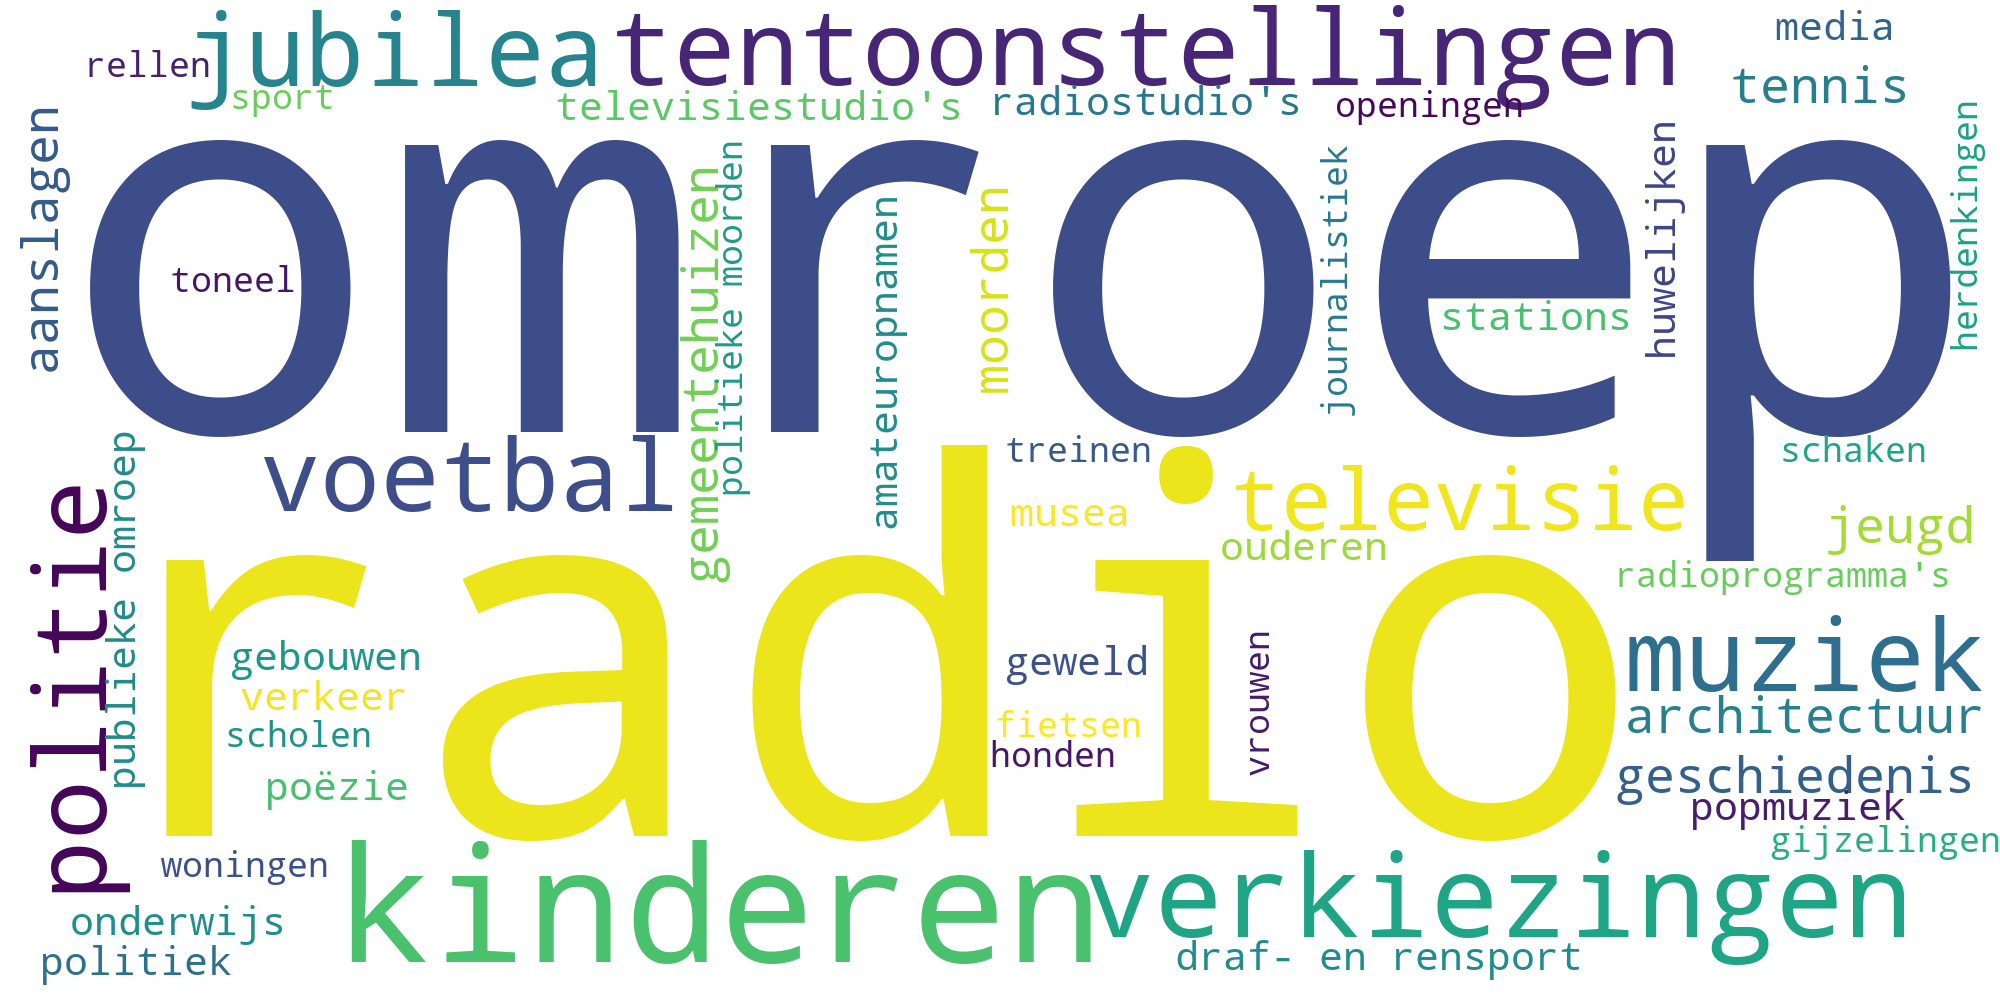 jubilea
tentoonstellingen
media
rellen
sport
televisiestudio's
radiostudio's
openingen
tennis
aanslagen
omroep
toneel
gemeentehuizen
politieke moorden
amateuropnamen
moorden
journalistiek
stations
huwelijken
herdenkingen
voetbal
treinen
televisie
schaken
musea
ouderen
jeugd
radioprogramma's
politie
publieke omroep
radio
gebouwen
verkeer
scholen
poëzie
geweld
fietsen
honden
vrouwen
muziek
architectuur
geschiedenis
popmuziek
gijzelingen
woningen
kinderen
verkiezingen
onderwijs
politiek
draf- en rensport